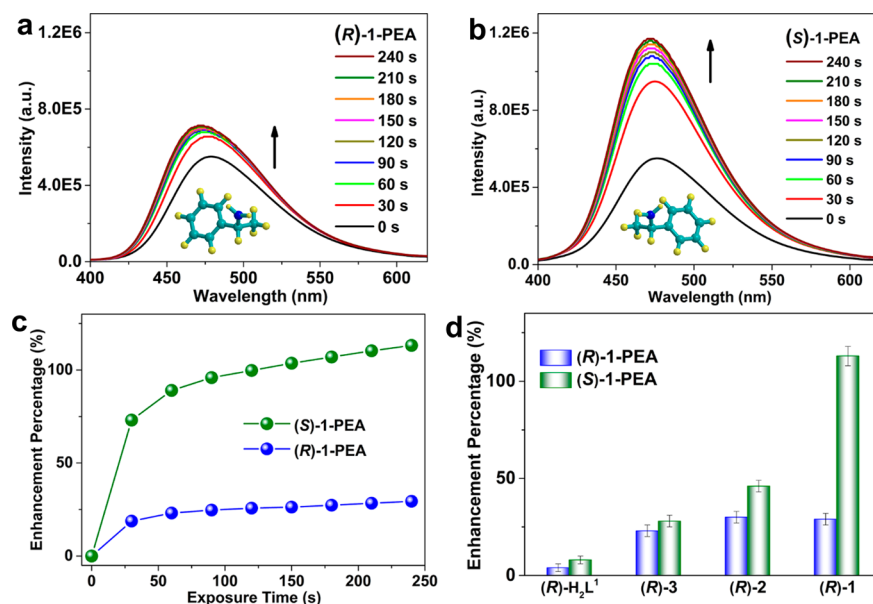 a
(R)-1-PEA
240 s
210 s
180 s
150 s
120 s
90 s
60 s
30 s
0 s
1.2E6
8.0E5
4.0E5
0.0
Intensity (a.u.)
400 450 500 550 600
Wavelength (nm)
b
(S)-1-PEA
240 s
210 s
180 s
150 s
120 s
90 s
60 s
30 s
0 s
1.2E6
8.0E5
4.0E5
0.0
Intensity (a.u.)
400 450 500 550 600
Wavelength (nm)
c
100
50
0
Enhancement Percentage (%)
(S)-1-PEA
(R)-1-PEA
0 50 100 150 200 250
Exposure Time (s)
d
(R)-1-PEA
(S)-1-PEA
100
50
0
Enhancement Percentage (%)
(R)-H₂L¹ (R)-3 (R)-2 (R)-1